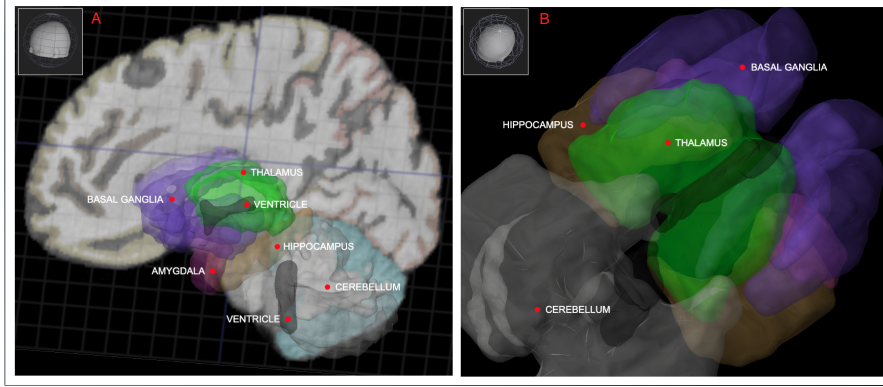 A
THALAMUS
BASAL GANGLIA
VENTRICLE
HIPPOCAMPUS
AMYGDALA
CEREBELLUM
VENTRICLE
B
BASAL GANGLIA
HIPPOCAMPUS
THALAMUS
CEREBELLUM